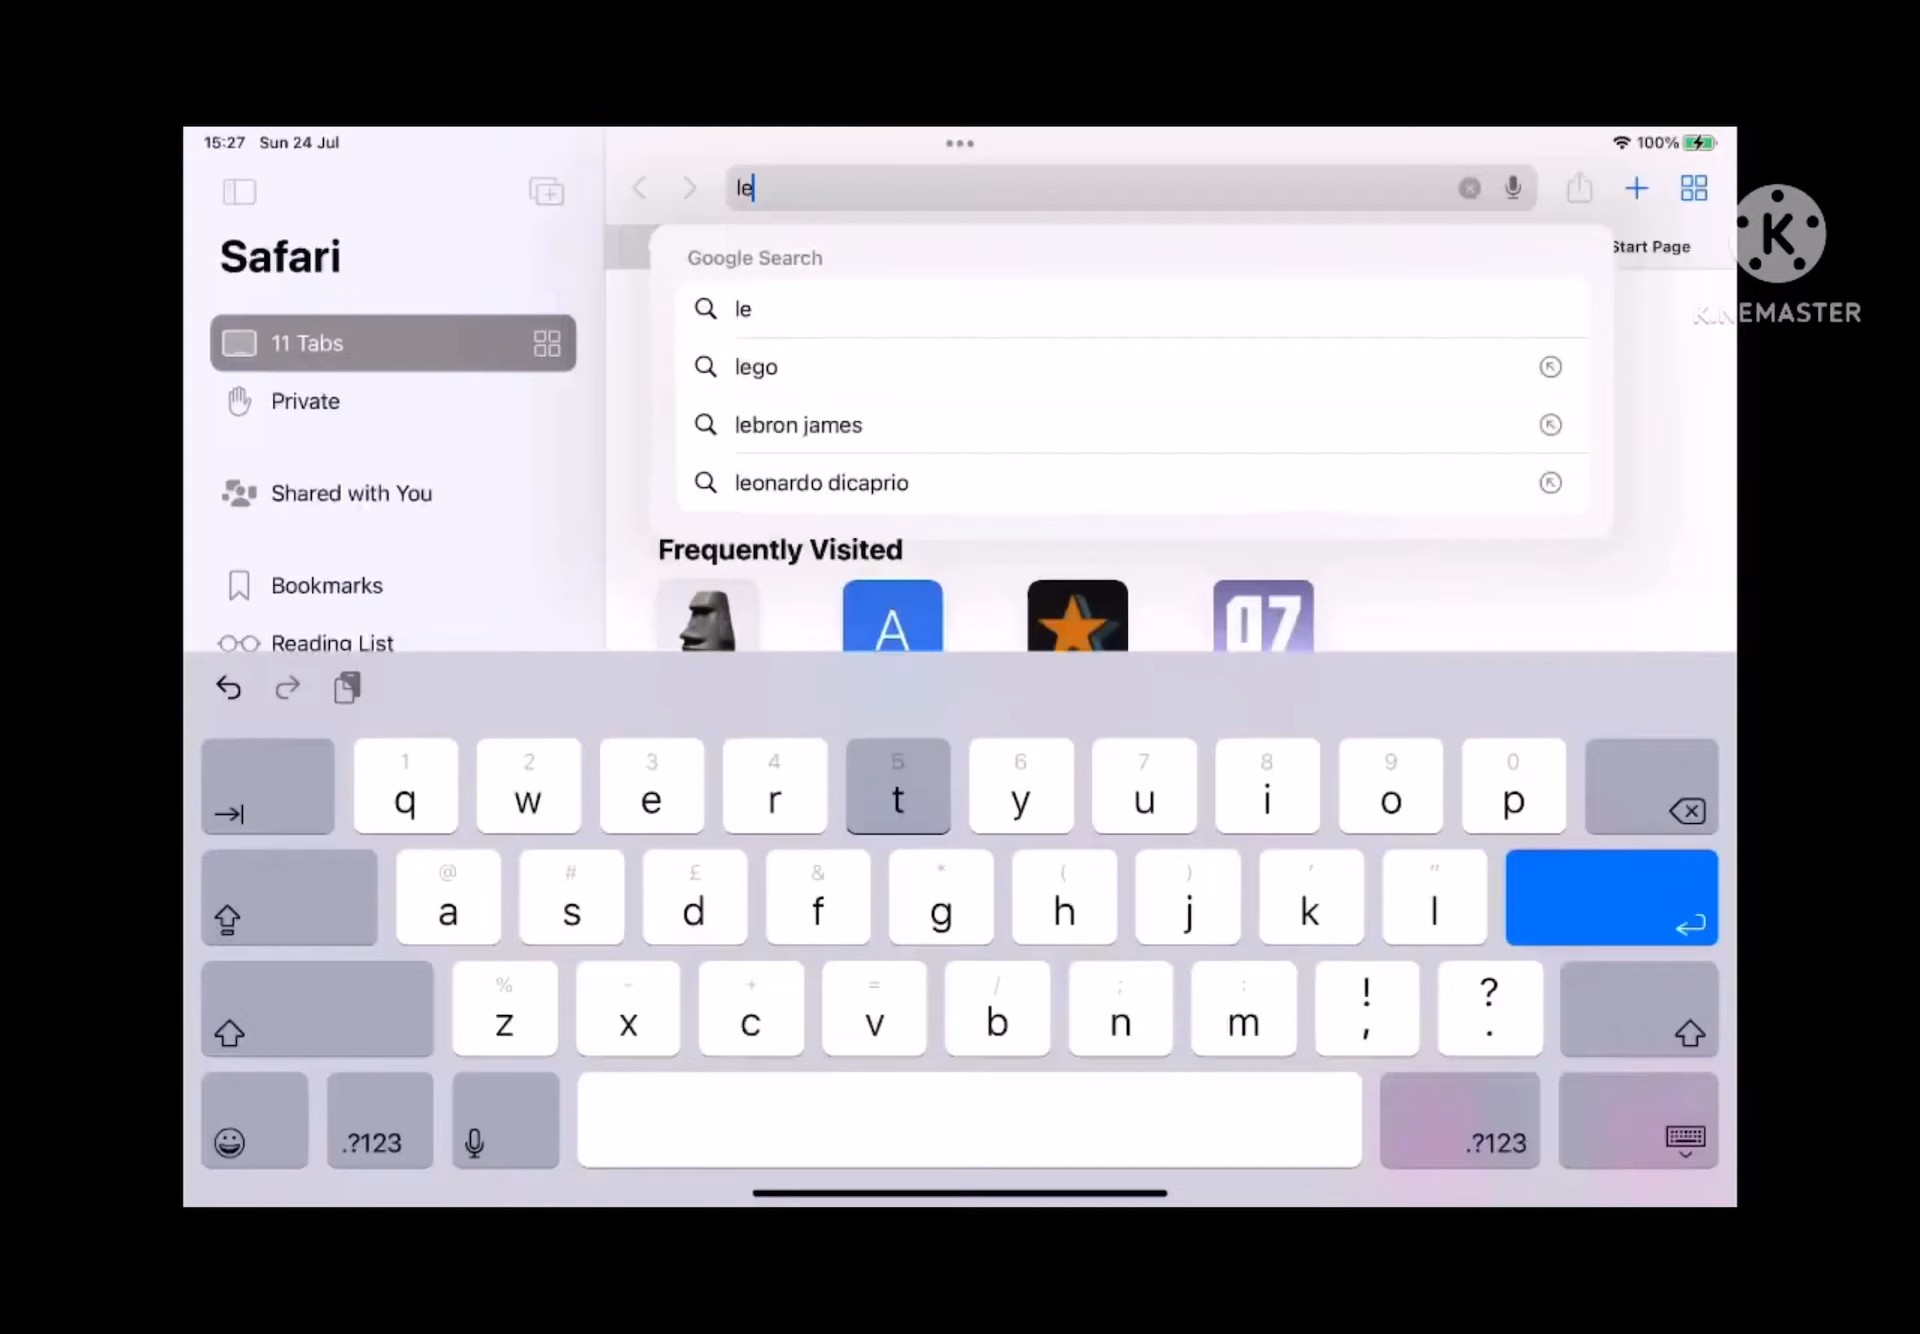 15:27 Sun 24 Jul
100%
le
Safari
Start Page
Google Search
le
lego
lebron james
leonardo dicaprio
11 Tabs
Private
Shared with You
Bookmarks
Reading List
Frequently Visited
A
07
K
KINEMASTER
1 2 3 4 5 6 7 8 9 0
q w e r t y u i o p
@ # £ & * ( ) ' "
a s d f g h j k l
% - + = / ; : ! ?
z x c v b n m , .
.?123
.?123